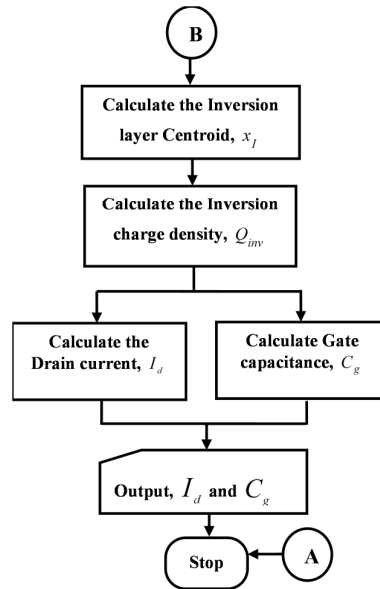 B
Calculate the Inversion
layer Centroid, x_I
Calculate the Inversion
charge density, Q_inv
Calculate the
Drain current, I_d
Calculate Gate
capacitance, C_g
Output, I_d and C_g
Stop
A